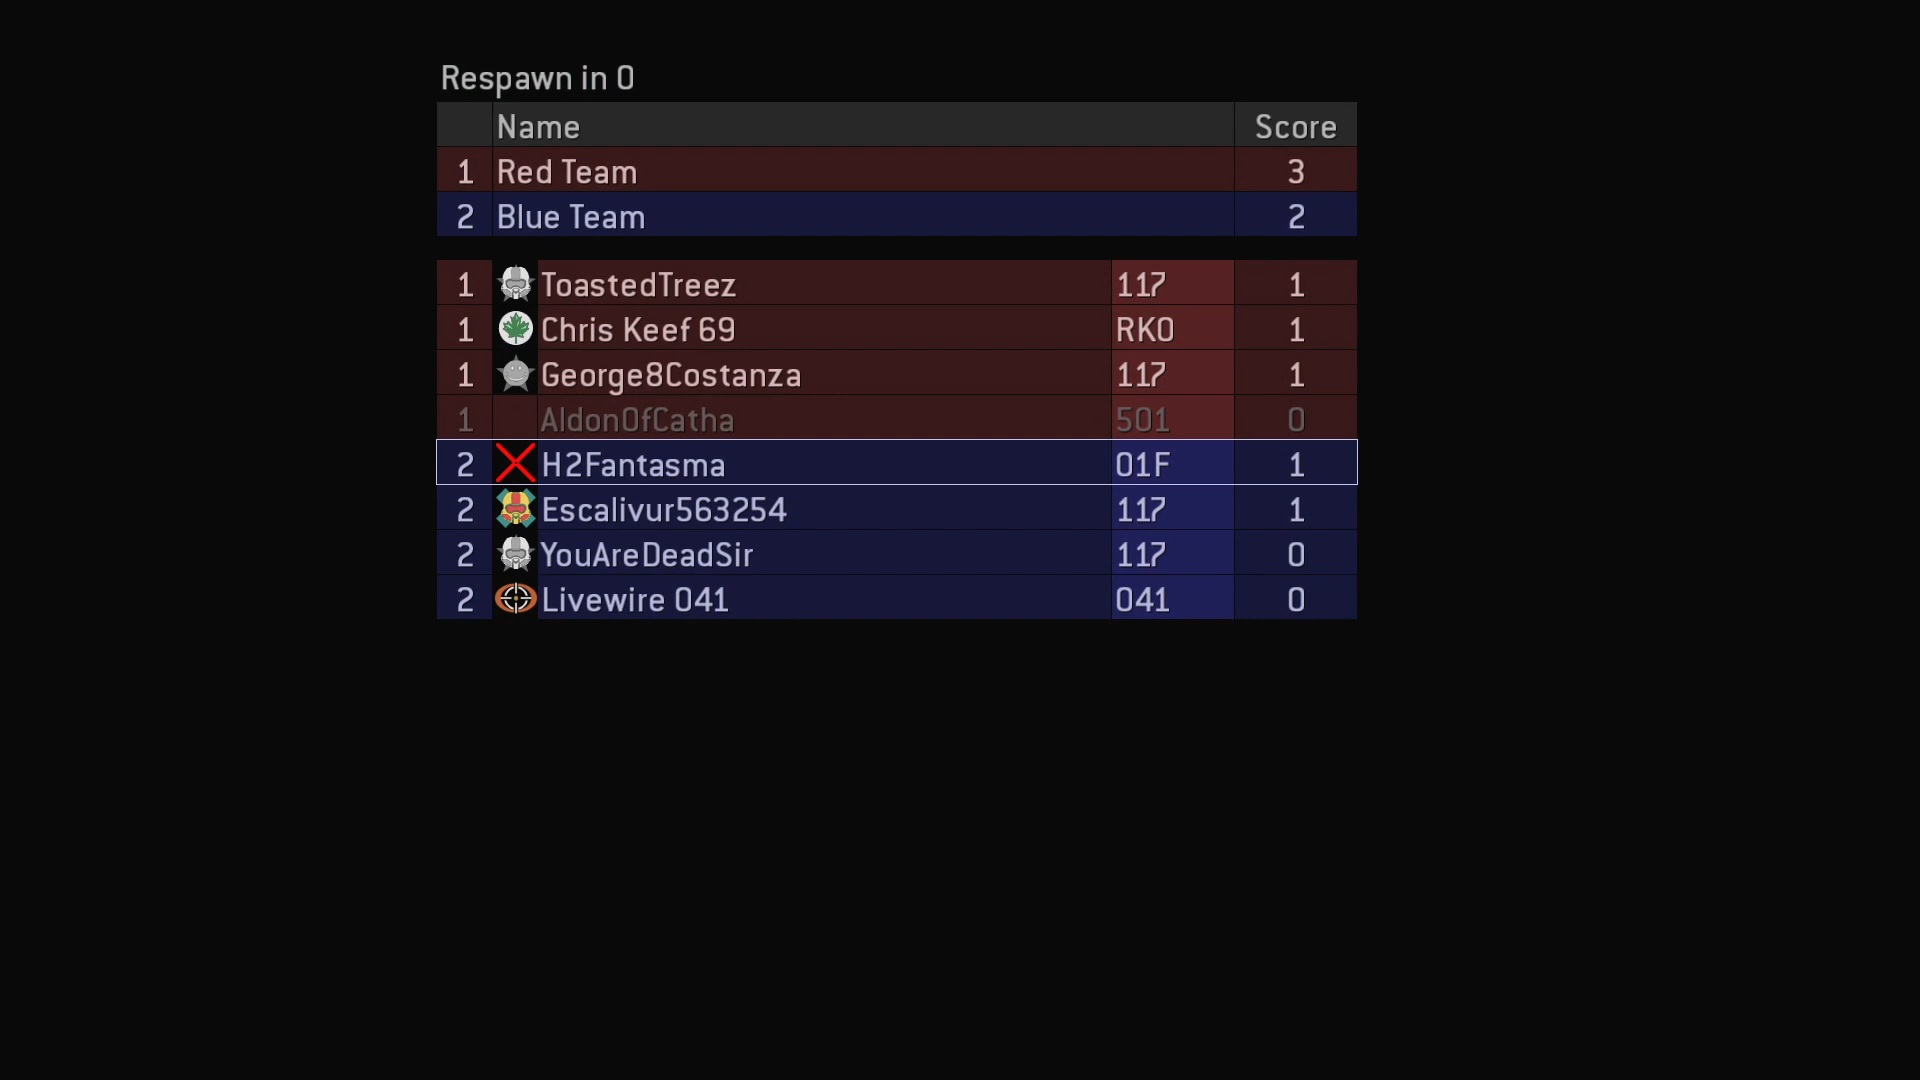 Respawn in 0
Name Score
1 Red Team 3
2 Blue Team 2
1 ToastedTreez 117 1
1 Chris Keef 69 RKO 1
1 George8Costanza 117 1
1 AldonOfCatha 501 0
2 H2Fantasma 01F 1
2 Escalivur563254 117 1
2 YouAreDeadSir 117 0
2 Livewire 041 041 0